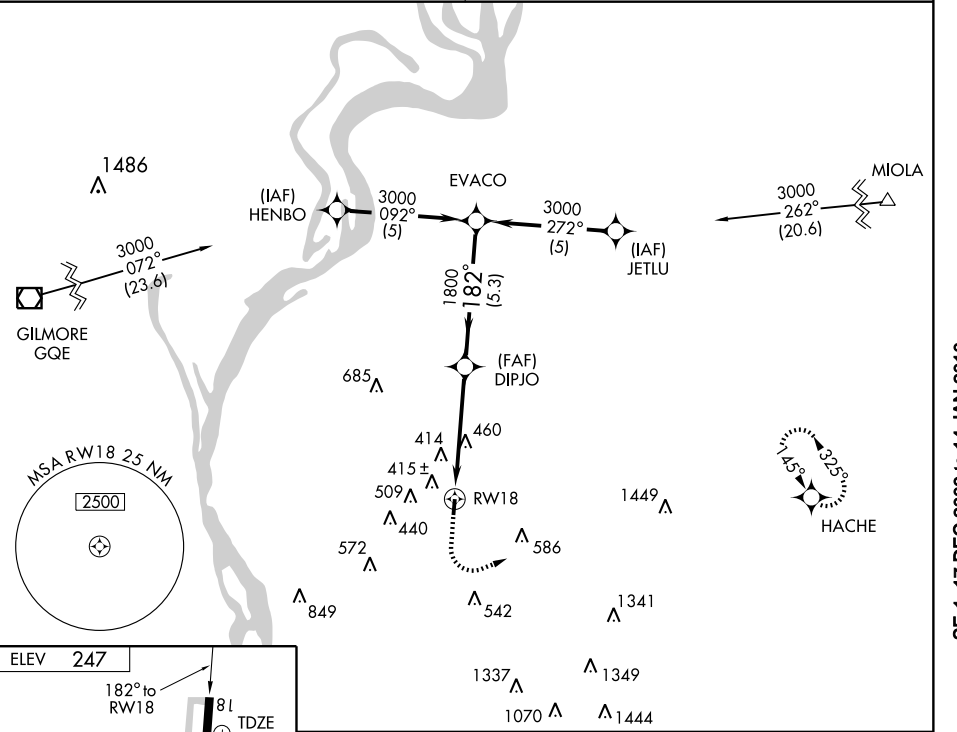 1486
MIOLA
EVACO
(IAF)
HENBO
3000
092°
(5)
3000
272°
(5)
(IAF)
JETLU
3000
262°
(20.6)
3000
072°
(23.6)
GILMORE
GQE
1800
182°
(5.3)
(FAF)
DIPJO
685
460
414
415 ±
509
RW18
440
572
586
849
542
1449
145°
325°
HACHE
1341
1337
1349
1070
1444
MSA RW18 25 NM
2500
ELEV 247
182° to
RW18
18
TDZE